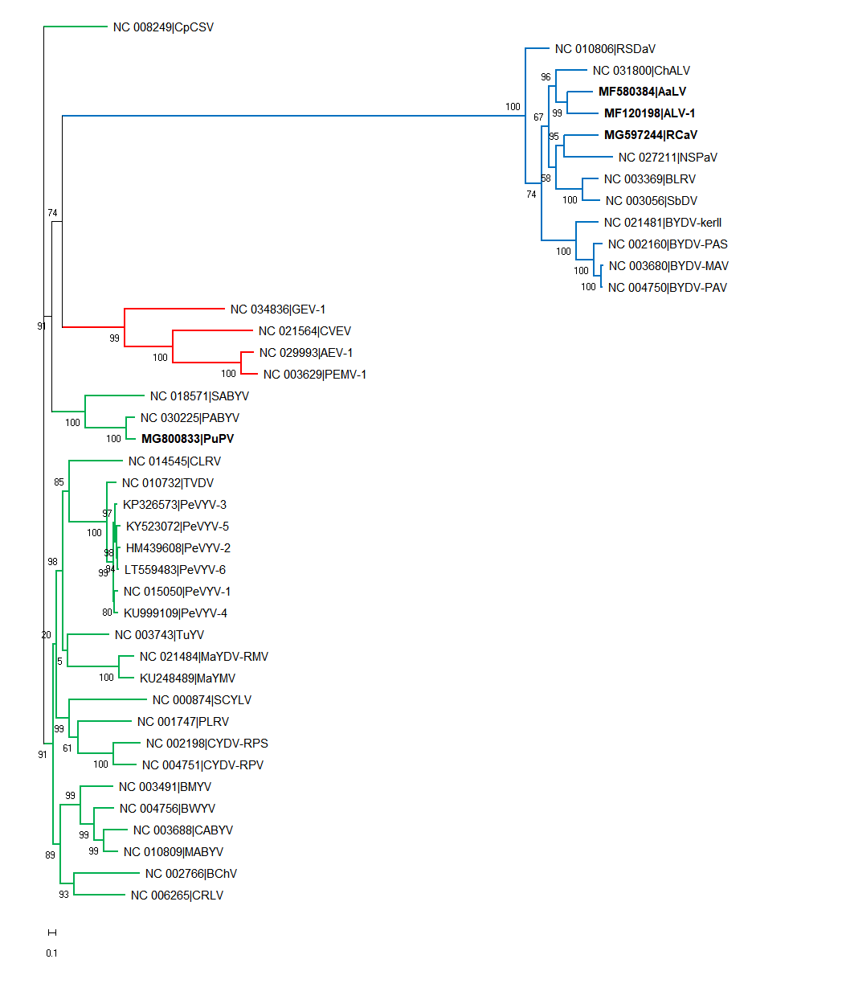 NC 008249|CpCSV
NC 010806|RSDaV
NC 031800|ChALV
96
MF580384|AaLV
100
99
MF120198|ALV-1
67
MG597244|RCaV
95
NC 027211|NSPaV
58
NC 003369|BLRV
74
100
NC 003056|SbDV
74
NC 021481|BYDV-kerII
NC 002160|BYDV-PAS
100
NC 003680|BYDV-MAV
100
NC 004750|BYDV-PAV
100
NC 034836|GEV-1
91
NC 021564|CVEV
99
NC 029993|AEV-1
100
NC 003629|PEMV-1
100
NC 018571|SABYV
NC 030225|PABYV
100
MG800833|PuPV
100
NC 014545|CLRV
85
NC 010732|TVDV
KP326573|PeVYV-3
97
KY523072|PeVYV-5
100
HM439608|PeVYV-2
98
98
LT559483|PeVYV-6
94
99
NC 015050|PeVYV-1
KU999109|PeVYV-4
80
NC 003743|TuYV
20
NC 021484|MaYDV-RMV
5
KU248489|MaYMV
100
NC 000874|SCYLV
NC 001747|PLRV
99
NC 002198|CYDV-RPS
61
91
NC 004751|CYDV-RPV
100
NC 003491|BMYV
99
NC 004756|BWYV
NC 003688|CABYV
99
NC 010809|MABYV
99
89
NC 002766|BChV
NC 006265|CRLV
93
0.1